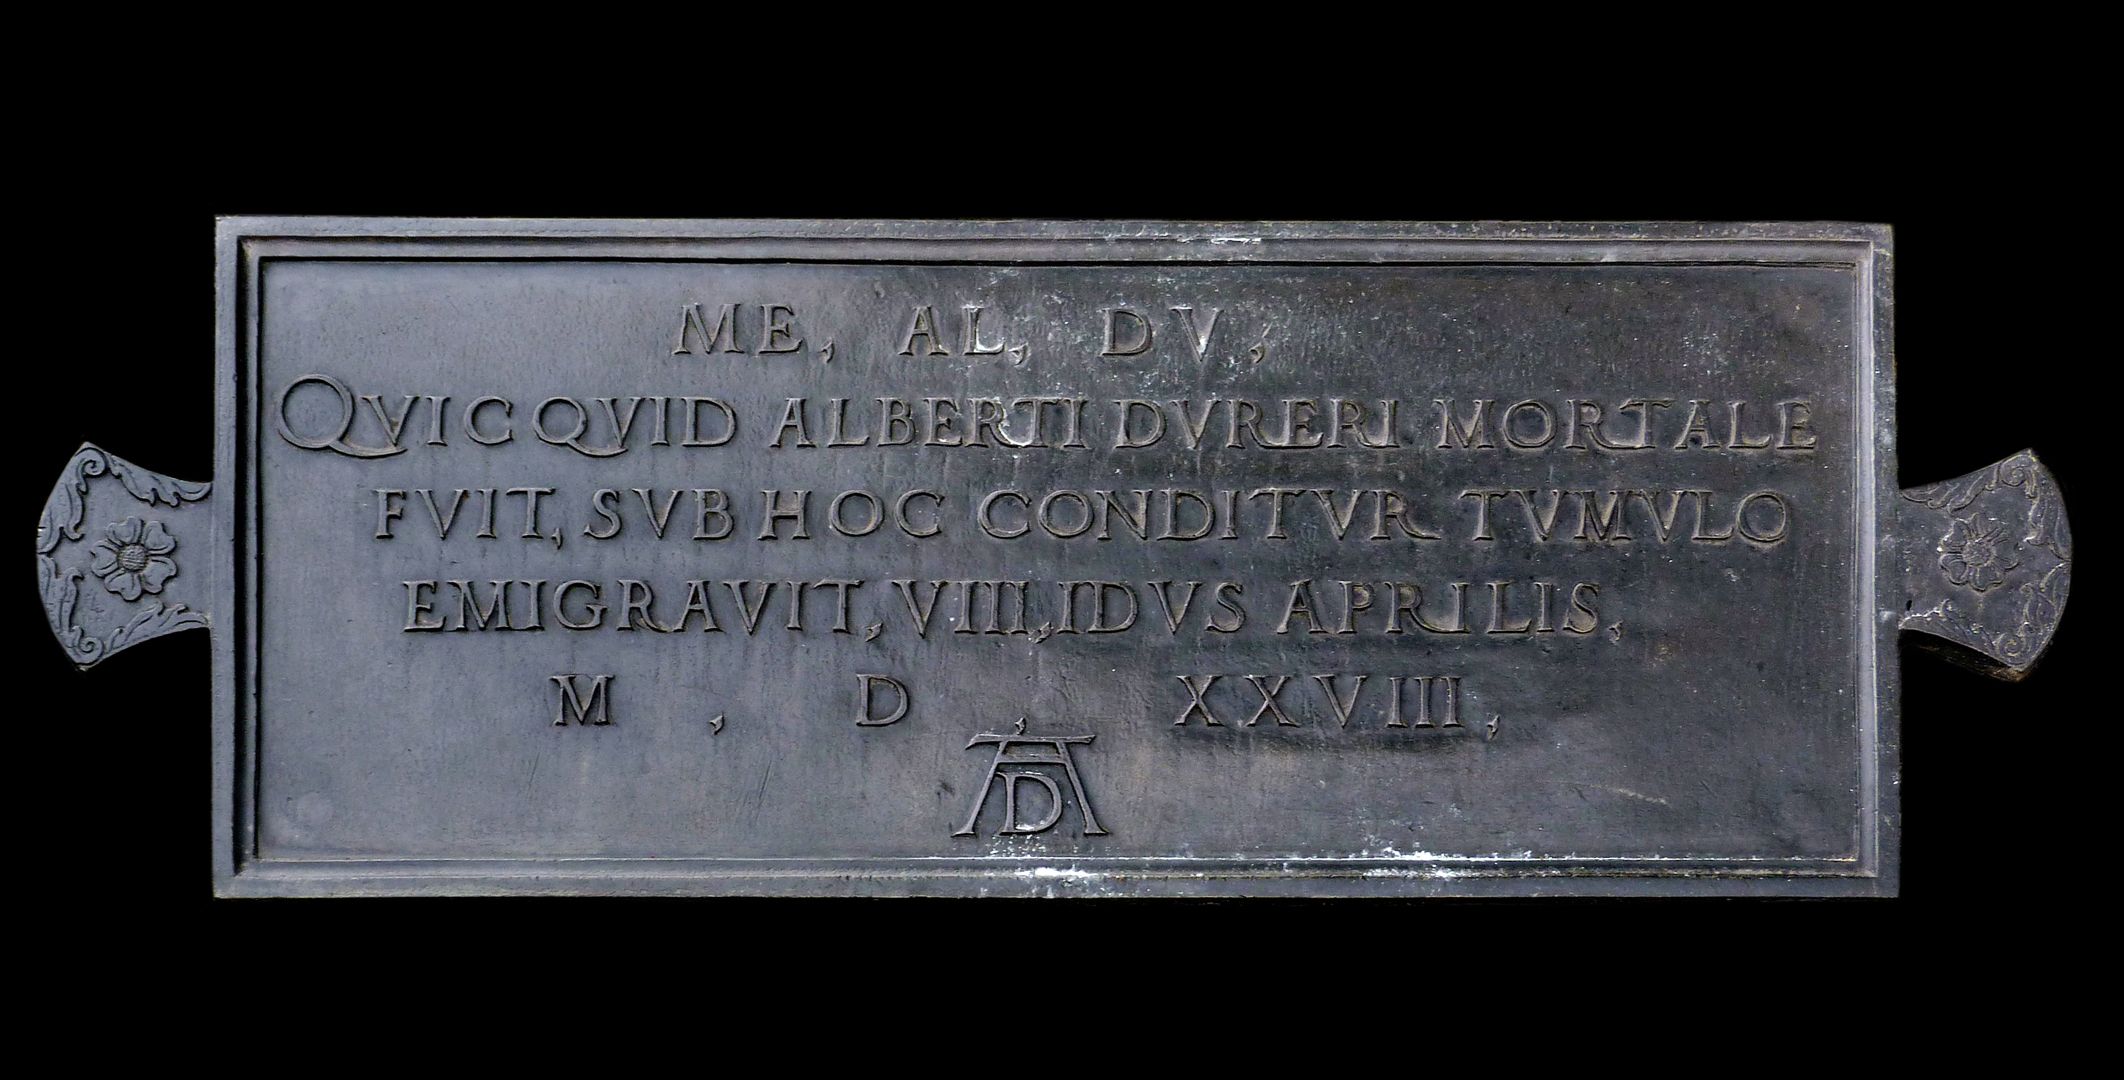 ME, AL, DV,
QVICQVID ALBERTI DVRERI MORTALE
FVIT, SVB HOC CONDITVR TVMVLO
EMIGRAVIT, VIII, IDVS APRILIS,
M , D , XXVIII,
AD